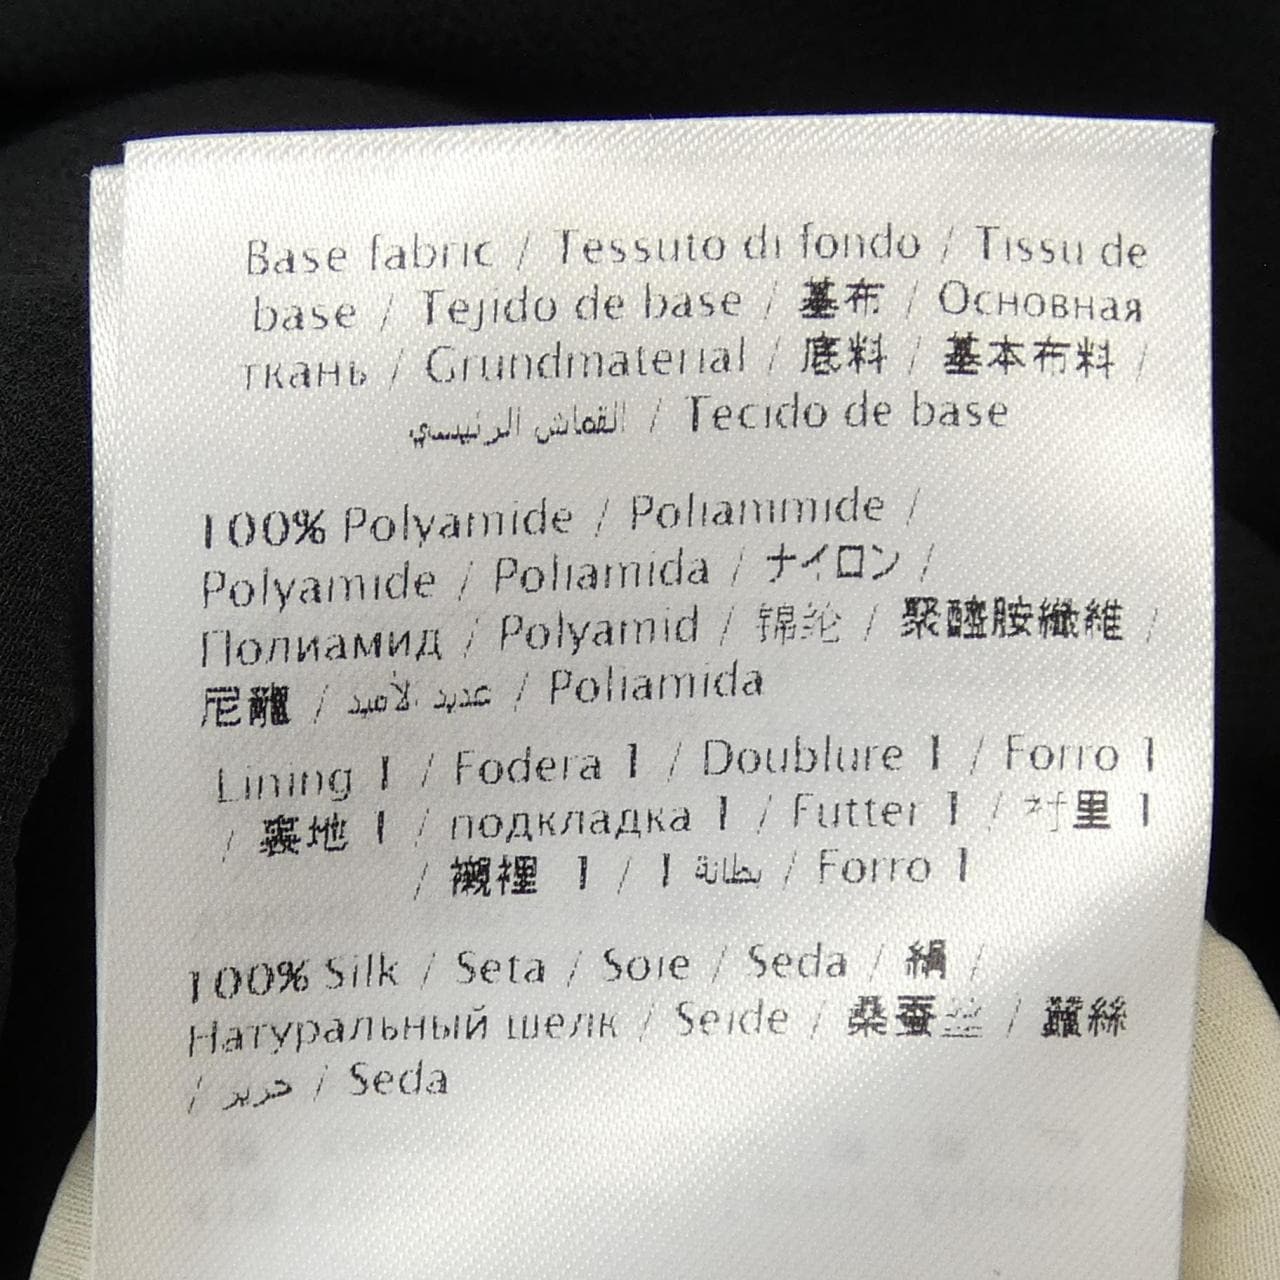 Base fabric / Tessuto di fondo / Tissu de
base / Tejido de base / 基布 / Основная
ткань / Grundmaterial / 底料 / 基本布料 /
القماش الرئيسي / Tecido de base
100% Polyamide / Poliammide /
Polyamide / Poliamida / ナイロン /
Полиамид / Polyamid / 锦纶 / 聚醯胺纖維 /
尼龍 / عديد الأميد / Poliamida
Lining 1 / Fodera 1 / Doublure 1 / Forro 1
/ 裏地 1 / подкладка 1 / Futter 1 / 衬里 1
/ 襯裡 1 / 1 بطانة / Forro 1
100% Silk / Seta / Soie / Seda / 絹 /
Натуральный шелк / Seide / 桑蚕丝 / 蠶絲
/ حرير / Seda